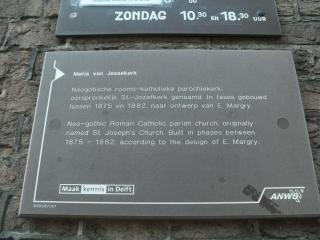 ZONDAG 10.30 EN 18.30 UUR
Maria van Jessekerk
Neogotische rooms-katholieke parochiekerk,
oorspronkelijk St.-Jozefkerk genaamd. In fases gebouwd
tussen 1875 en 1882, naar ontwerp van E. Margry.
Neo-gothic Roman Catholic parish church, originally
named St. Joseph's Church. Built in phases between
1875 - 1882, according to the design of E. Margry.
Maak kennis in Delft
ANWB